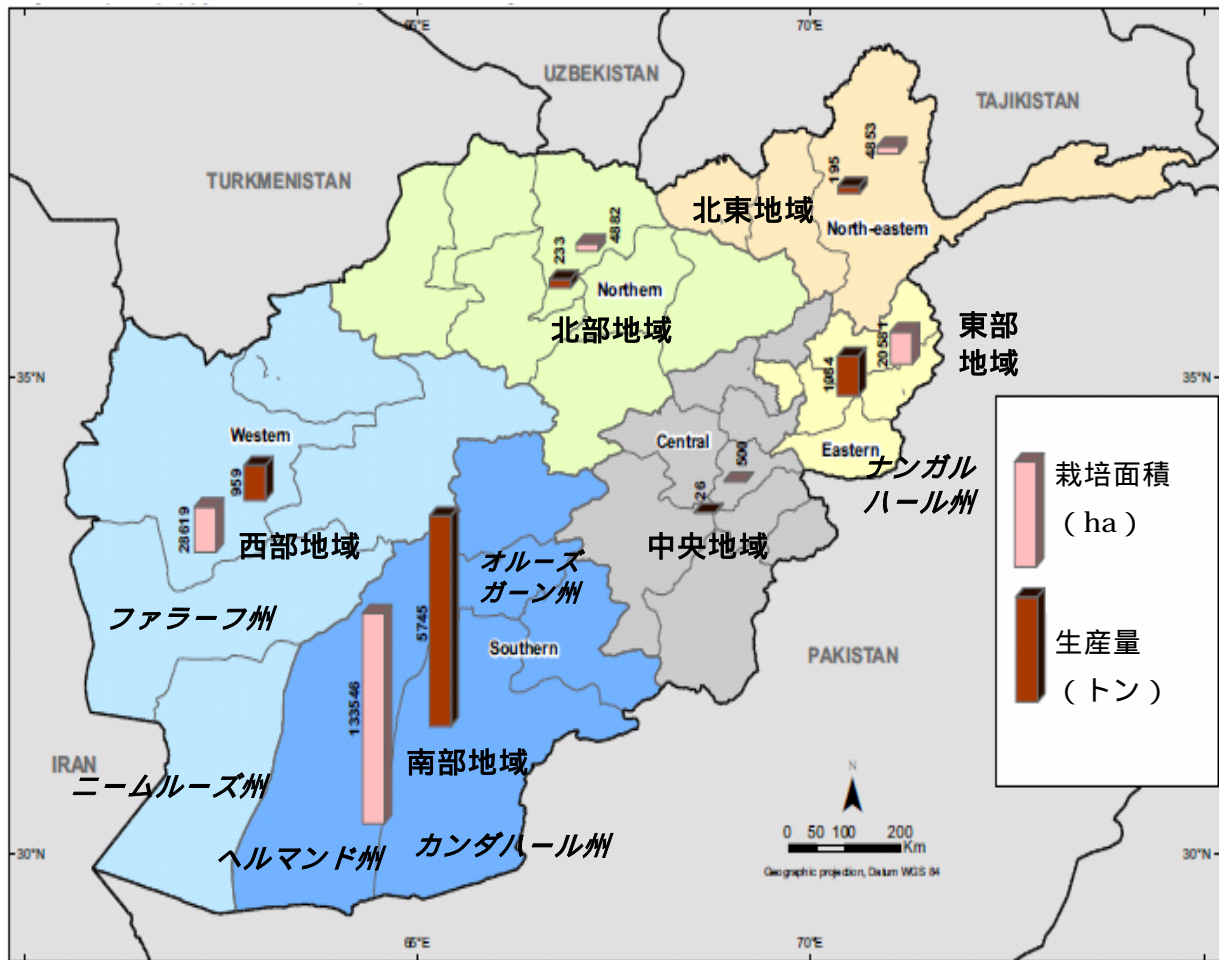 65°E
70°E
UZBEKISTAN
TAJIKISTAN
TURKMENISTAN
4853
195
北東地域
North-eastern
4882
233
Northern
北部地域
東部
地域
20581
1064
35°N
35°N
Western
Central
Eastern
ナンガル
ハール州
959
28619
500
26
西部地域
中央地域
オルーズ
ガーン州
ファラーフ州
5745
Southern
133546
PAKISTAN
IRAN
南部地域
ニームルーズ州
ヘルマンド州
カンダハール州
栽培面積
（ha）
生産量
（トン）
N
0 50 100 200
Km
Geographic projection, Datum WGS 84
30°N
30°N
65°E
70°E